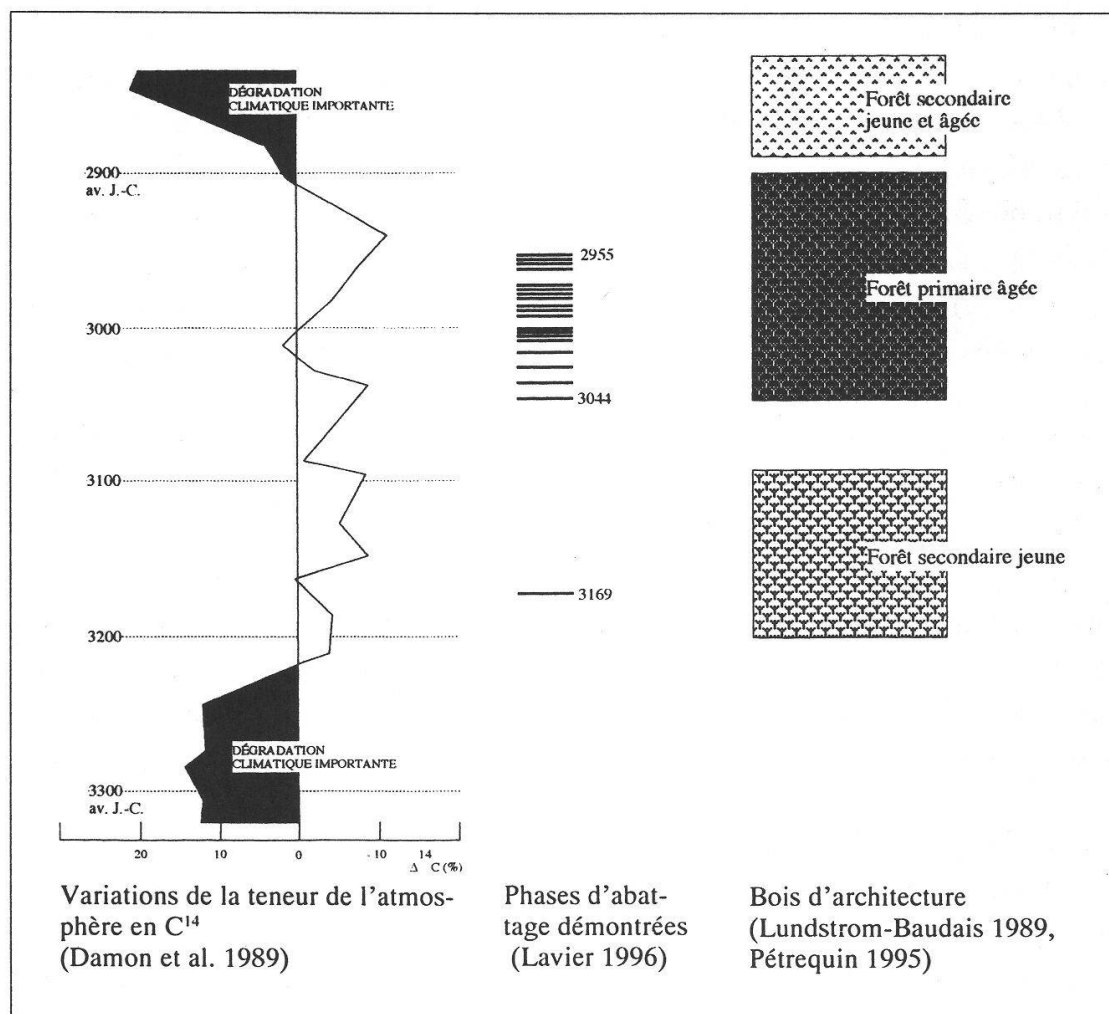 DÉGRADATION
CLIMATIQUE IMPORTANTE
2900
av. J.-C.
3000
3100
3200
DÉGRADATION
CLIMATIQUE IMPORTANTE
3300
av. J.-C.
20 10 0 - 10
Δ 14C (%)
Variations de la teneur de l'atmos-
phère en C14
(Damon et al. 1989)
2955
3044
3169
Phases d'abat-
tage démontrées
(Lavier 1996)
Forêt secondaire
jeune et âgée
Forêt primaire âgée
Forêt secondaire jeune
Bois d'architecture
(Lundstrom-Baudais 1989,
Pétrequin 1995)